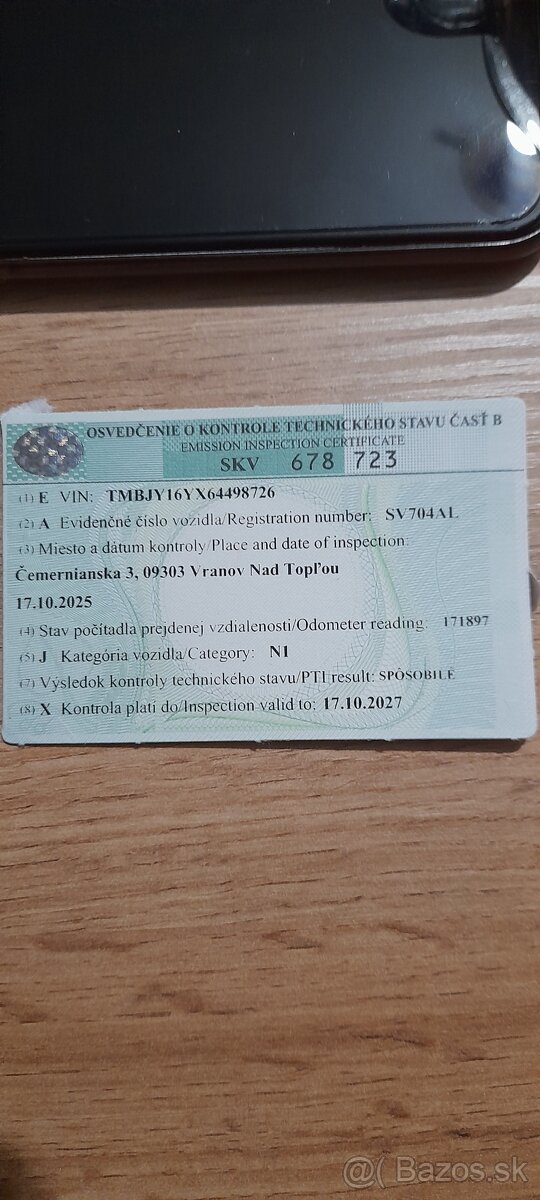 OSVEDČENIE O KONTROLE TECHNICKÉHO STAVU ČASŤ B
EMISSION INSPECTION CERTIFICATE
SKV 678 723
(1) E VIN: TMBJY16YX64498726
(2) A Evidenčné číslo vozidla/Registration number: SV704AL
(3) Miesto a dátum kontroly/Place and date of inspection:
Čemernianska 3, 09303 Vranov Nad Topľou
17.10.2025
(4) Stav počítadla prejdenej vzdialenosti/Odometer reading: 171897
(5) J Kategória vozidla/Category: N1
(7) Výsledok kontroly technického stavu/PTI result: SPÔSOBILÉ
(8) X Kontrola platí do/Inspection valid to: 17.10.2027
@( Bazos.sk